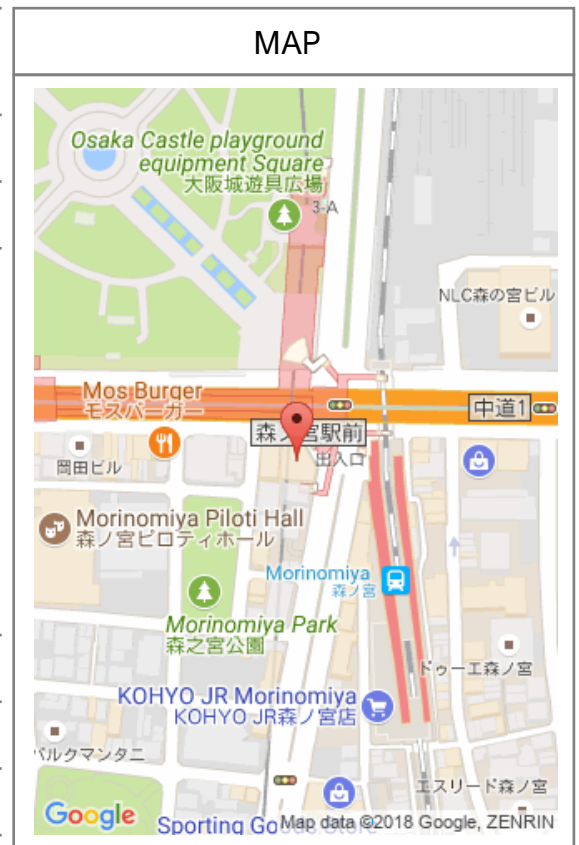 MAP
Osaka Castle playground
equipment Square
大阪城遊具広場
3-A
NLC森の宮ビル
Mos Burger
モスバーガー
中道1
森ノ宮駅前
出入口
岡田ビル
Morinomiya Piloti Hall
森ノ宮ピロティホール
Morinomiya
森ノ宮
Morinomiya Park
森之宮公園
ドゥーエ森ノ宮
KOHYO JR Morinomiya
KOHYO JR森ノ宮店
パルクマンタニ
エスリード森ノ宮
Google
Sporting Goods Store
Map data ©2018 Google, ZENRIN